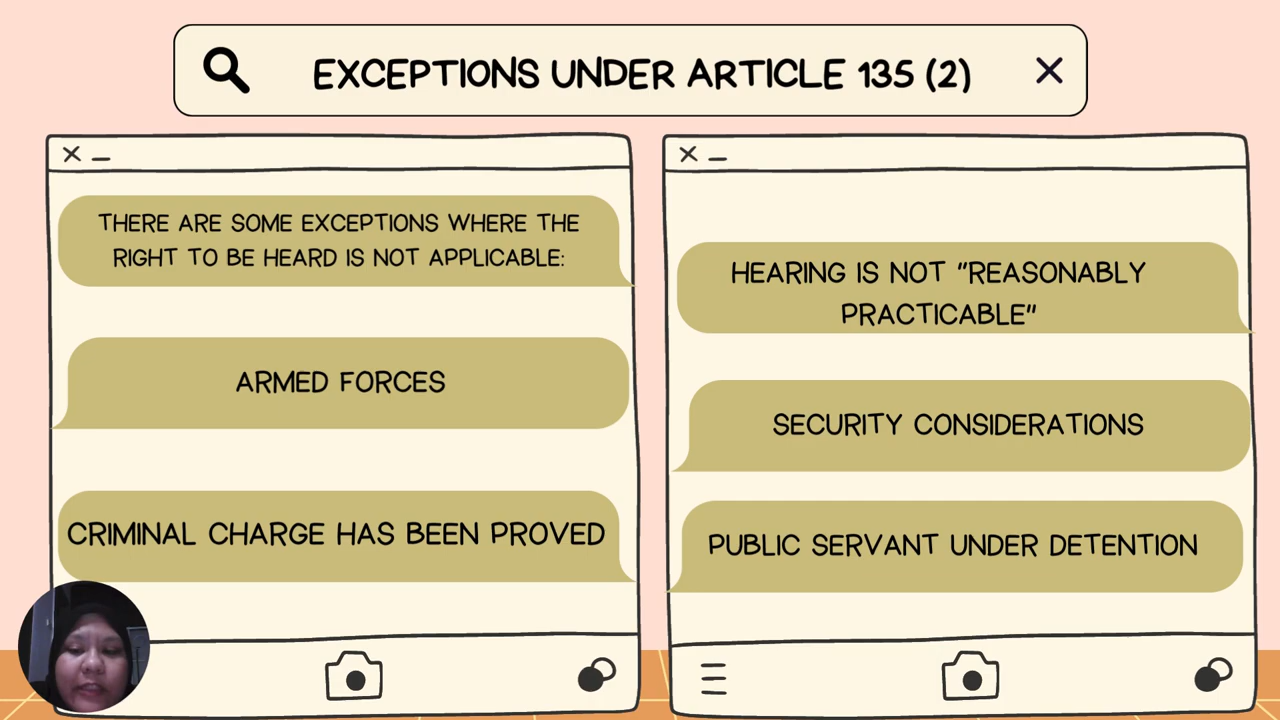 EXCEPTIONS UNDER ARTICLE 135 (2)
THERE ARE SOME EXCEPTIONS WHERE THE
RIGHT TO BE HEARD IS NOT APPLICABLE:
ARMED FORCES
CRIMINAL CHARGE HAS BEEN PROVED
HEARING IS NOT "REASONABLY
PRACTICABLE"
SECURITY CONSIDERATIONS
PUBLIC SERVANT UNDER DETENTION